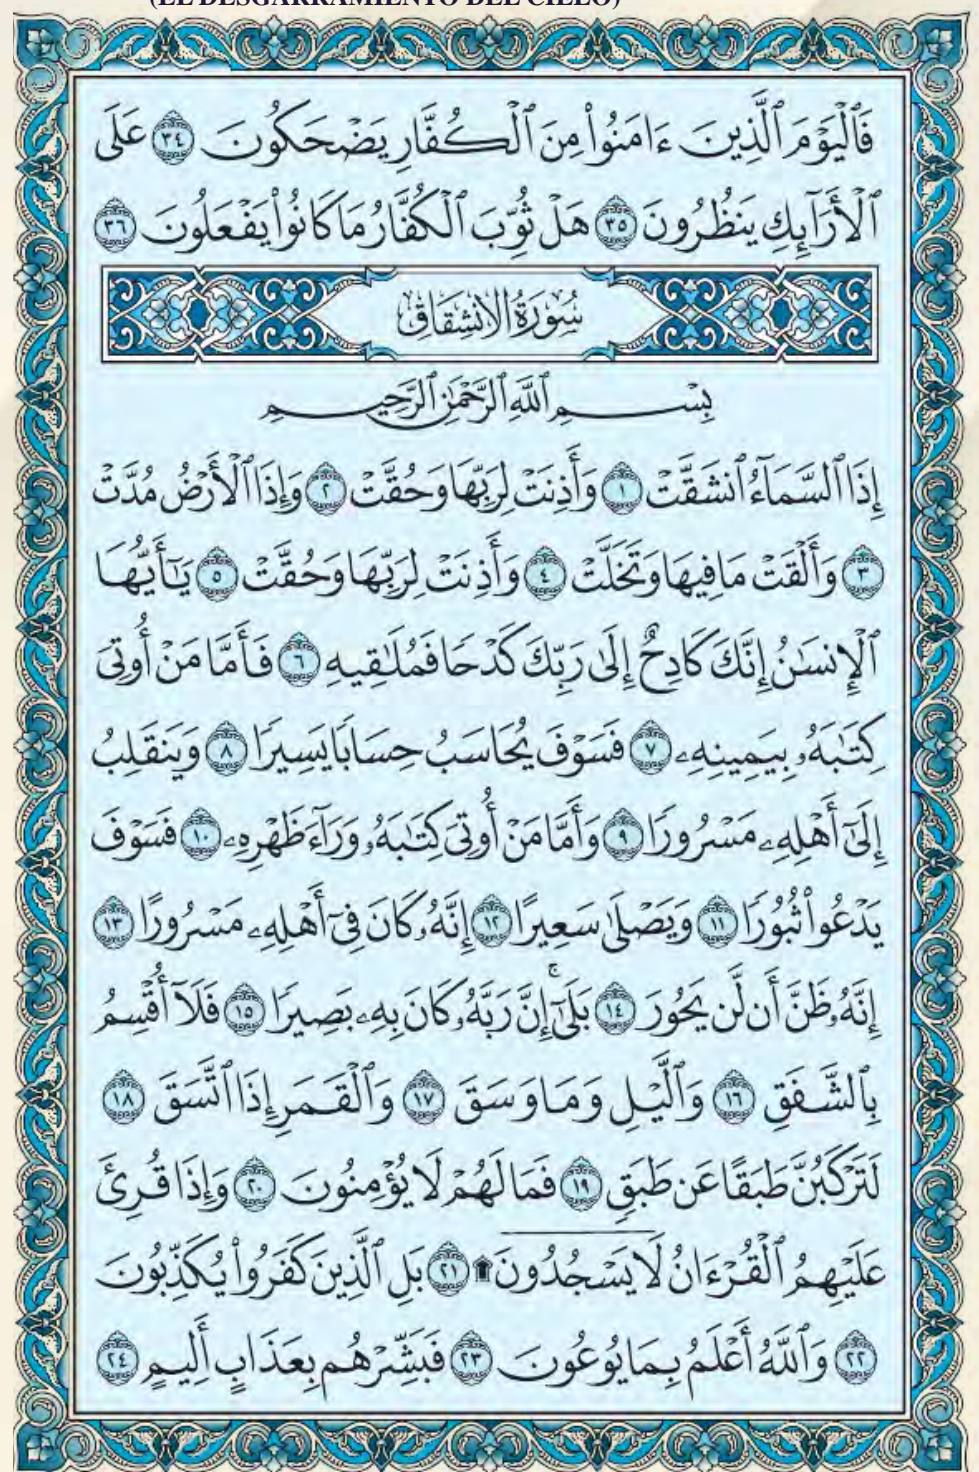 (EL DESGARRAMIENTO DEL CIELO)
فَٱلۡيَوۡمَ ٱلَّذِينَ ءَامَنُواْ مِنَ ٱلۡكُفَّارِ يَضۡحَكُونَ ٣٤ عَلَى
ٱلۡأَرَآئِكِ يَنظُرُونَ ٣٥ هَلۡ ثُوِّبَ ٱلۡكُفَّارُ مَا كَانُواْ يَفۡعَلُونَ ٣٦
سُورَةُ الانشِقَاقِ
بِسۡمِ ٱللَّهِ ٱلرَّحۡمَٰنِ ٱلرَّحِيمِ
إِذَا ٱلسَّمَآءُ ٱنشَقَّتۡ ١ وَأَذِنَتۡ لِرَبِّهَا وَحُقَّتۡ ٢ وَإِذَا ٱلۡأَرۡضُ مُدَّتۡ
٣ وَأَلۡقَتۡ مَا فِيهَا وَتَخَلَّتۡ ٤ وَأَذِنَتۡ لِرَبِّهَا وَحُقَّتۡ ٥ يَٰٓأَيُّهَا
ٱلۡإِنسَٰنُ إِنَّكَ كَادِحٌ إِلَىٰ رَبِّكَ كَدۡحٗا فَمُلَٰقِيهِ ٦ فَأَمَّا مَنۡ أُوتِيَ
كِتَٰبَهُۥ بِيَمِينِهِۦ ٧ فَسَوۡفَ يُحَاسَبُ حِسَابٗا يَسِيرٗا ٨ وَيَنقَلِبُ
إِلَىٰٓ أَهۡلِهِۦ مَسۡرُورٗا ٩ وَأَمَّا مَنۡ أُوتِيَ كِتَٰبَهُۥ وَرَآءَ ظَهۡرِهِۦ ١٠ فَسَوۡفَ
يَدۡعُواْ ثُبُورٗا ١١ وَيَصۡلَىٰ سَعِيرًا ١٢ إِنَّهُۥ كَانَ فِيٓ أَهۡلِهِۦ مَسۡرُورًا ١٣
إِنَّهُۥ ظَنَّ أَن لَّن يَحُورَ ١٤ بَلَىٰٓۚ إِنَّ رَبَّهُۥ كَانَ بِهِۦ بَصِيرٗا ١٥ فَلَآ أُقۡسِمُ
بِٱلشَّفَقِ ١٦ وَٱلَّيۡلِ وَمَا وَسَقَ ١٧ وَٱلۡقَمَرِ إِذَا ٱتَّسَقَ ١٨
لَتَرۡكَبُنَّ طَبَقًا عَن طَبَقٖ ١٩ فَمَا لَهُمۡ لَا يُؤۡمِنُونَ ٢٠ وَإِذَا قُرِئَ
عَلَيۡهِمُ ٱلۡقُرۡءَانُ لَا يَسۡجُدُونَ۩ ٢١ بَلِ ٱلَّذِينَ كَفَرُواْ يُكَذِّبُونَ
٢٢ وَٱللَّهُ أَعۡلَمُ بِمَا يُوعُونَ ٢٣ فَبَشِّرۡهُم بِعَذَابٍ أَلِيمٍ ٢٤